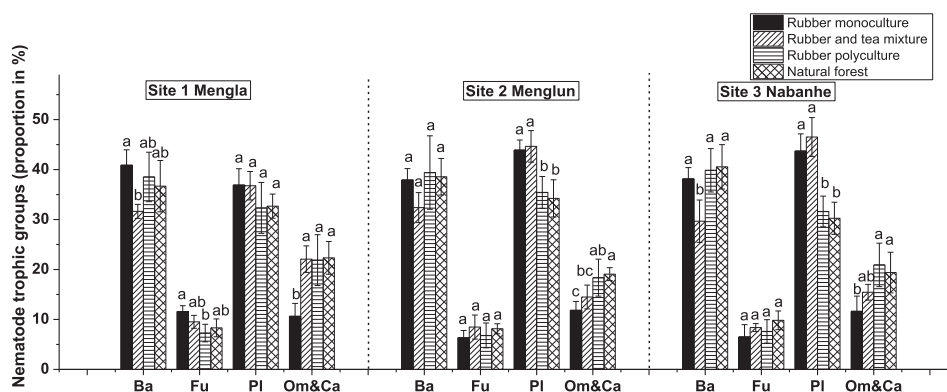 Rubber monoculture
Rubber and tea mixture
Rubber polyculture
Natural forest
Site 1 Mengla
Site 2 Menglun
Site 3 Nabanhe
Nematode trophic groups (proportion in %)
50
40
30
20
10
0
a b ab ab
a ab b ab
a a a a
b a a a
a a a a
a a a a
a a b b
c bc ab a
a b a a
a a a a
a a b b
b ab a a
Ba Fu Pl Om&Ca Ba Fu Pl Om&Ca Ba Fu Pl Om&Ca